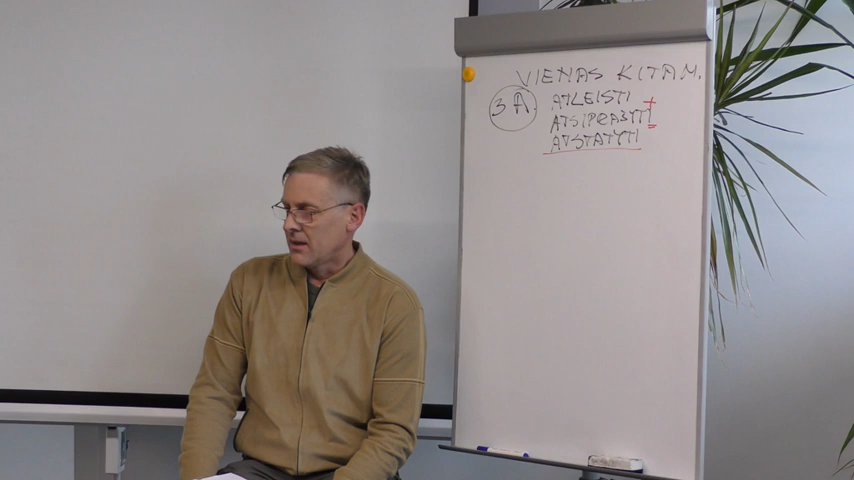 VIENAS KITAM.
3A. ATLEISTI
ATSIPRAŠYTI
ATSTATYTI